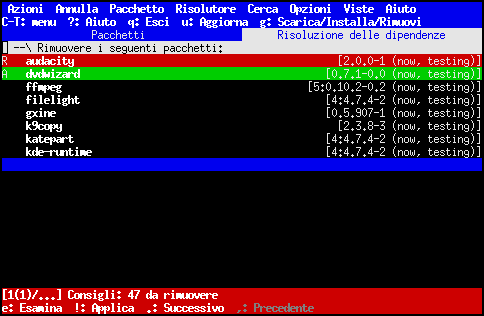 Azioni Annulla Pacchetto Risolutore Cerca Opzioni Viste Aiuto
C-T: menu ?: Aiuto q: Esci u: Aggiorna g: Scarica/Installa/Rimuovi
Pacchetti Risoluzione delle dipendenze
--\ Rimuovere i seguenti pacchetti:
R audacity [2.0.0-1 (now, testing)]
A dvdwizard [0.7.1-0.0 (now, testing)]
ffmpeg [5:0.10.2-0.2 (now, testing)]
filelight [4:4.7.4-2 (now, testing)]
gxine [0.5.907-1 (now, testing)]
k9copy [2.3.8-3 (now, testing)]
katepart [4:4.7.4-2 (now, testing)]
kde-runtime [4:4.7.4-2 (now, testing)]
[1(1)/...] Consigli: 47 da rimuovere
e: Esamina !: Applica .: Successivo ,: Precedente